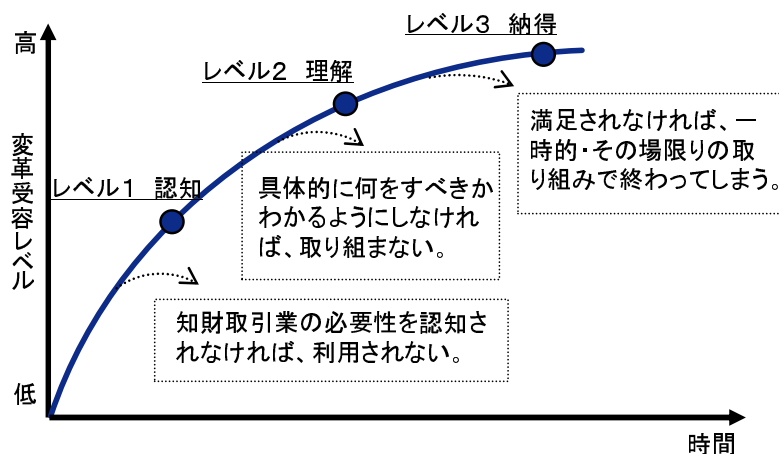 高
レベル3 納得
レベル2 理解
満足されなければ、一
時的・その場限りの取
り組みで終わってしまう。
変革受容レベル
レベル1 認知
具体的に何をすべきか
わかるようにしなけれ
ば、取り組まない。
知財取引業の必要性を認知さ
れなければ、利用されない。
低
時間